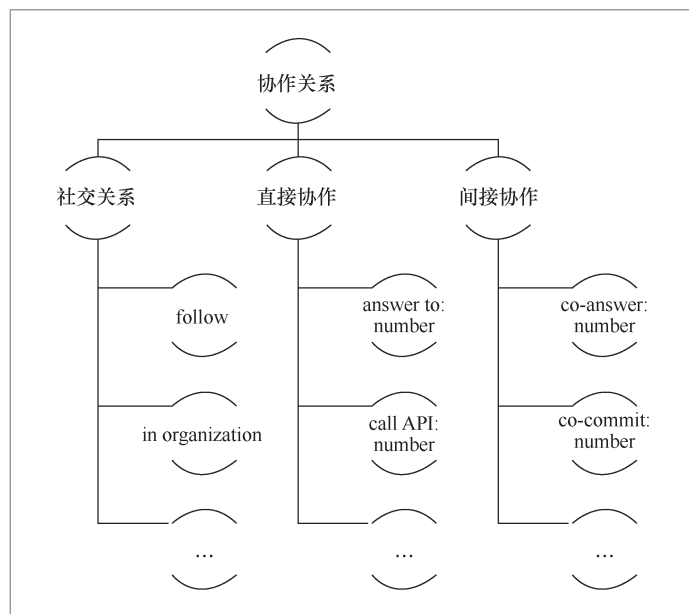 协作关系
社交关系
直接协作
间接协作
follow
answer to:
number
co-answer:
number
in organization
call API:
number
co-commit:
number
...
...
...